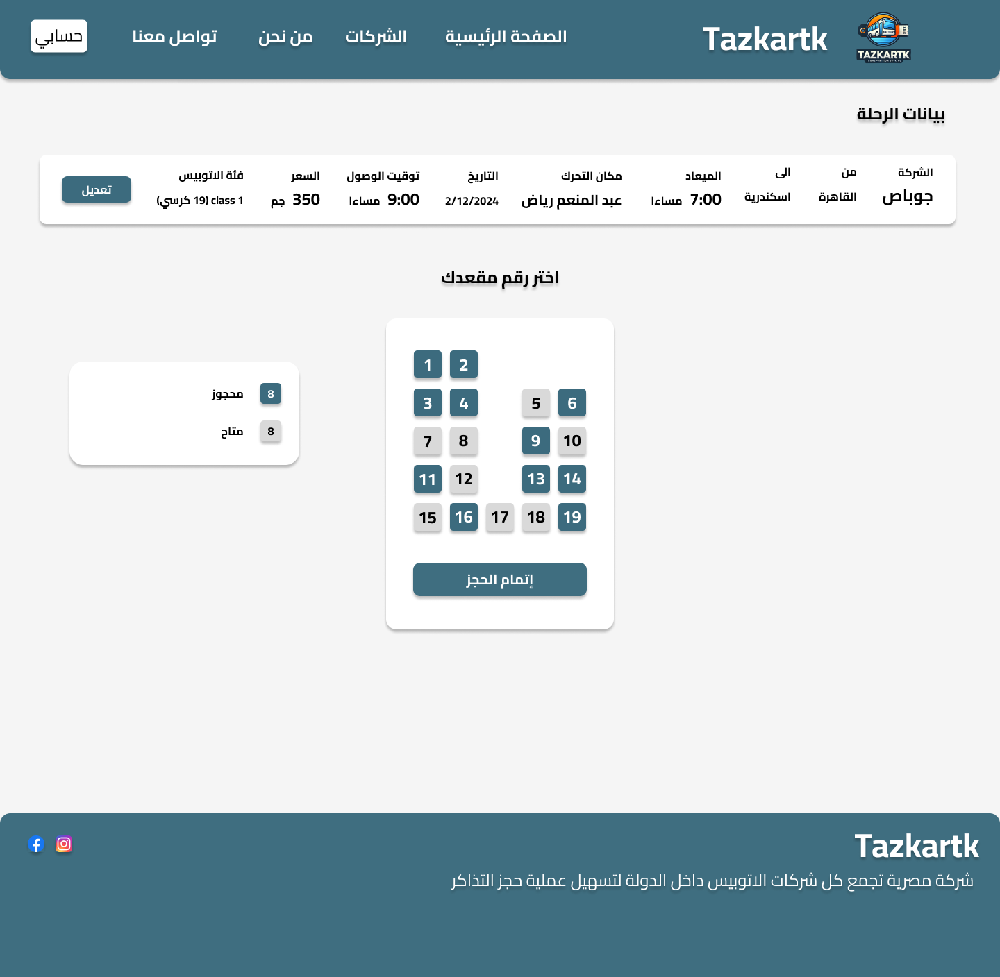 TAZKARTK
TRANSPORTION BOOKING
Tazkartk
الصفحة الرئيسية
الشركات
من نحن
تواصل معنا
حسابي
بيانات الرحلة
الشركة
جوباص
من
القاهرة
الى
اسكندرية
الميعاد
7:00 مساءا
مكان التحرك
عبد المنعم رياض
التاريخ
2/12/2024
توقيت الوصول
9:00 مساءا
السعر
350 جم
فئة الاتوبيس
class 1 (19 كرسي)
تعديل
اختر رقم مقعدك
1 2
3 4 5 6
7 8 9 10
11 12 13 14
15 16 17 18 19
إتمام الحجز
8 محجوز
8 متاح
Tazkartk
شركة مصرية تجمع كل شركات الاتوبيس داخل الدولة لتسهيل عملية حجز التذاكر